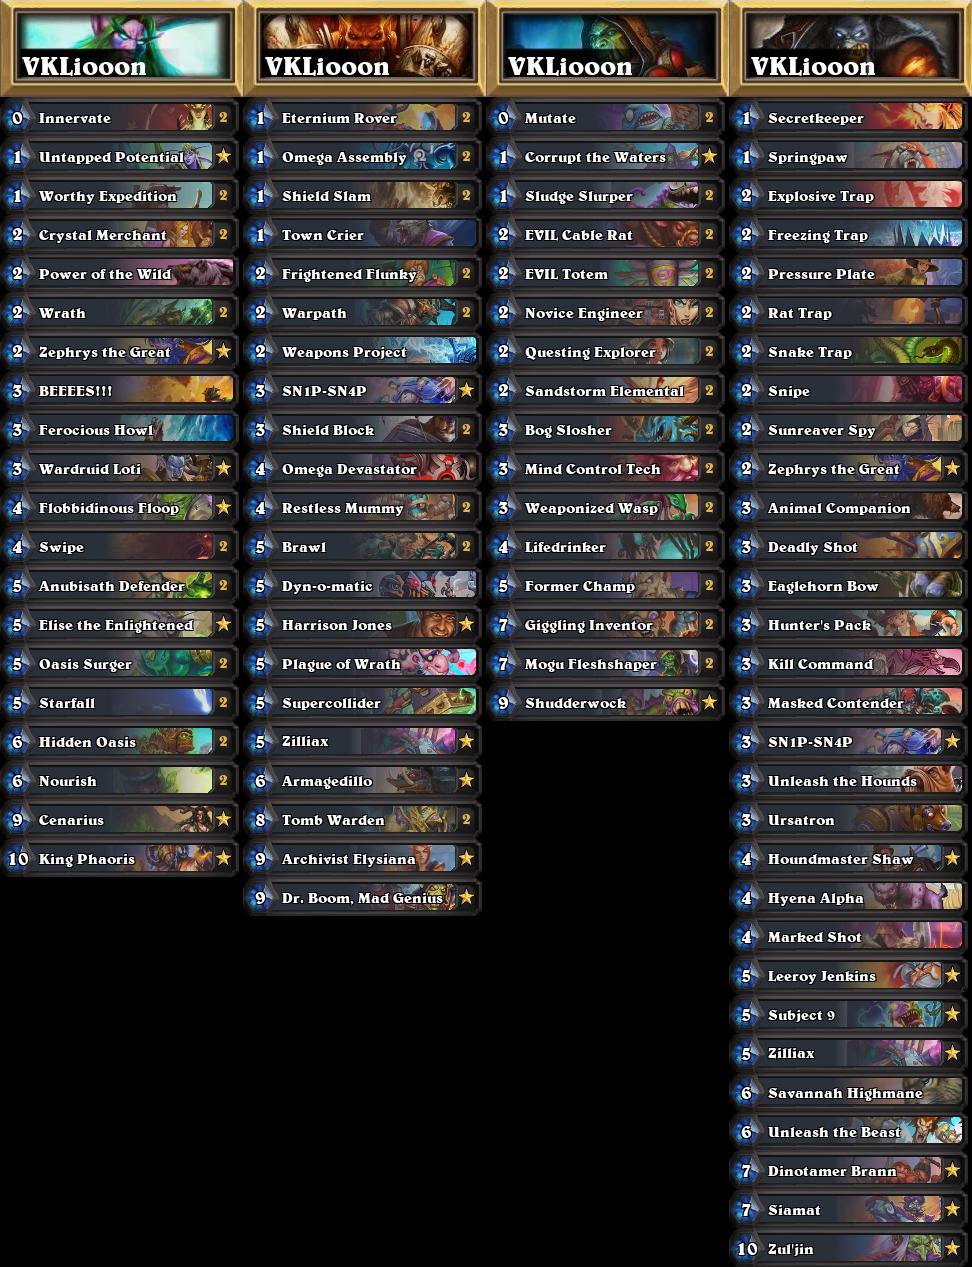 VKLiooon
0 Innervate 2
1 Untapped Potential
1 Worthy Expedition 2
2 Crystal Merchant 2
2 Power of the Wild
2 Wrath 2
2 Zephrys the Great
3 BEEEES!!!
3 Ferocious Howl
3 Wardruid Loti
4 Flobbidinous Floop
4 Swipe 2
5 Anubisath Defender 2
5 Elise the Enlightened
5 Oasis Surger 2
5 Starfall 2
6 Hidden Oasis 2
6 Nourish 2
9 Cenarius
10 King Phaoris
VKLiooon
1 Eternium Rover 2
1 Omega Assembly 2
1 Shield Slam 2
1 Town Crier
2 Frightened Flunky 2
2 Warpath 2
2 Weapons Project
3 SN1P-SN4P
3 Shield Block 2
4 Omega Devastator 2
4 Restless Mummy 2
5 Brawl 2
5 Dyn-o-matic
5 Harrison Jones
5 Plague of Wrath
5 Supercollider
5 Zilliax
6 Armagedillo
8 Tomb Warden 2
9 Archivist Elysiana
9 Dr. Boom, Mad Genius
VKLiooon
0 Mutate 2
1 Corrupt the Waters
1 Sludge Slurper 2
2 EVIL Cable Rat 2
2 EVIL Totem 2
2 Novice Engineer 2
2 Questing Explorer 2
2 Sandstorm Elemental 2
3 Bog Slosher 2
3 Mind Control Tech 2
3 Weaponized Wasp 2
4 Lifedrinker 2
5 Former Champ 2
7 Giggling Inventor 2
7 Mogu Fleshshaper 2
9 Shudderwock
VKLiooon
1 Secretkeeper
1 Springpaw
2 Explosive Trap
2 Freezing Trap
2 Pressure Plate
2 Rat Trap
2 Snake Trap
2 Snipe
2 Sunreaver Spy
2 Zephrys the Great
3 Animal Companion
3 Deadly Shot
3 Eaglehorn Bow
3 Hunter's Pack
3 Kill Command
3 Masked Contender
3 SN1P-SN4P
3 Unleash the Hounds
3 Ursatron
4 Houndmaster Shaw
4 Hyena Alpha
4 Marked Shot
5 Leeroy Jenkins
5 Subject 9
5 Zilliax
6 Savannah Highmane
6 Unleash the Beast
7 Dinotamer Brann
7 Siamat
10 Zul'jin